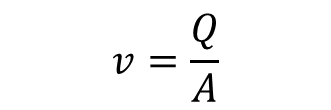 v = Q/A